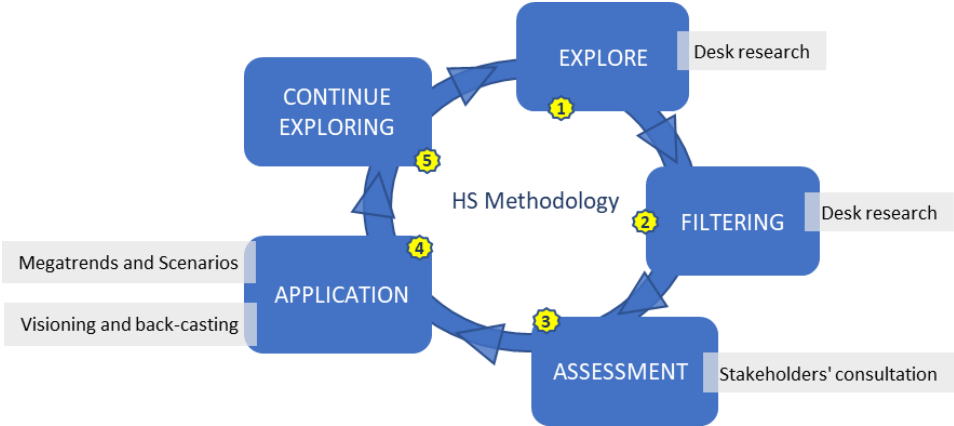 EXPLORE
Desk research
1
CONTINUE
EXPLORING
5
HS Methodology
2
FILTERING
Desk research
4
Megatrends and Scenarios
APPLICATION
Visioning and back-casting
3
ASSESSMENT
Stakeholders' consultation